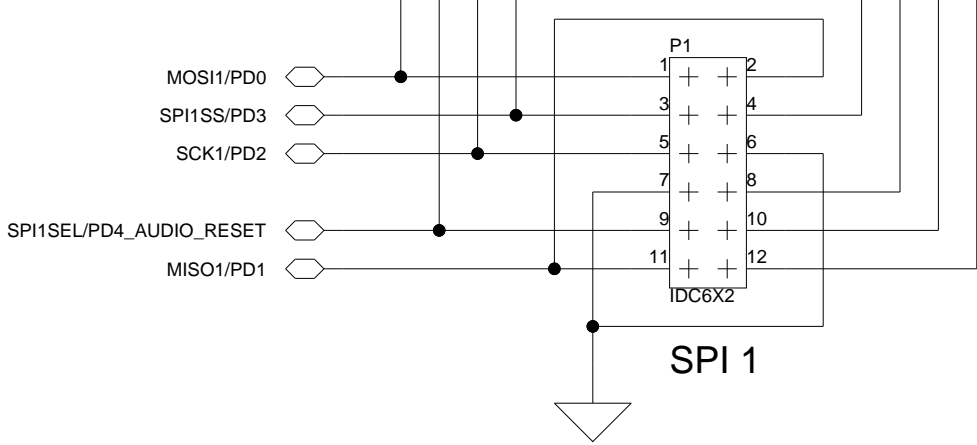 P1
MOSI1/PD0
1
2
SPI1SS/PD3
3
4
SCK1/PD2
5
6
7
8
SPI1SEL/PD4_AUDIO_RESET
9
10
MISO1/PD1
11
12
IDC6X2
SPI 1